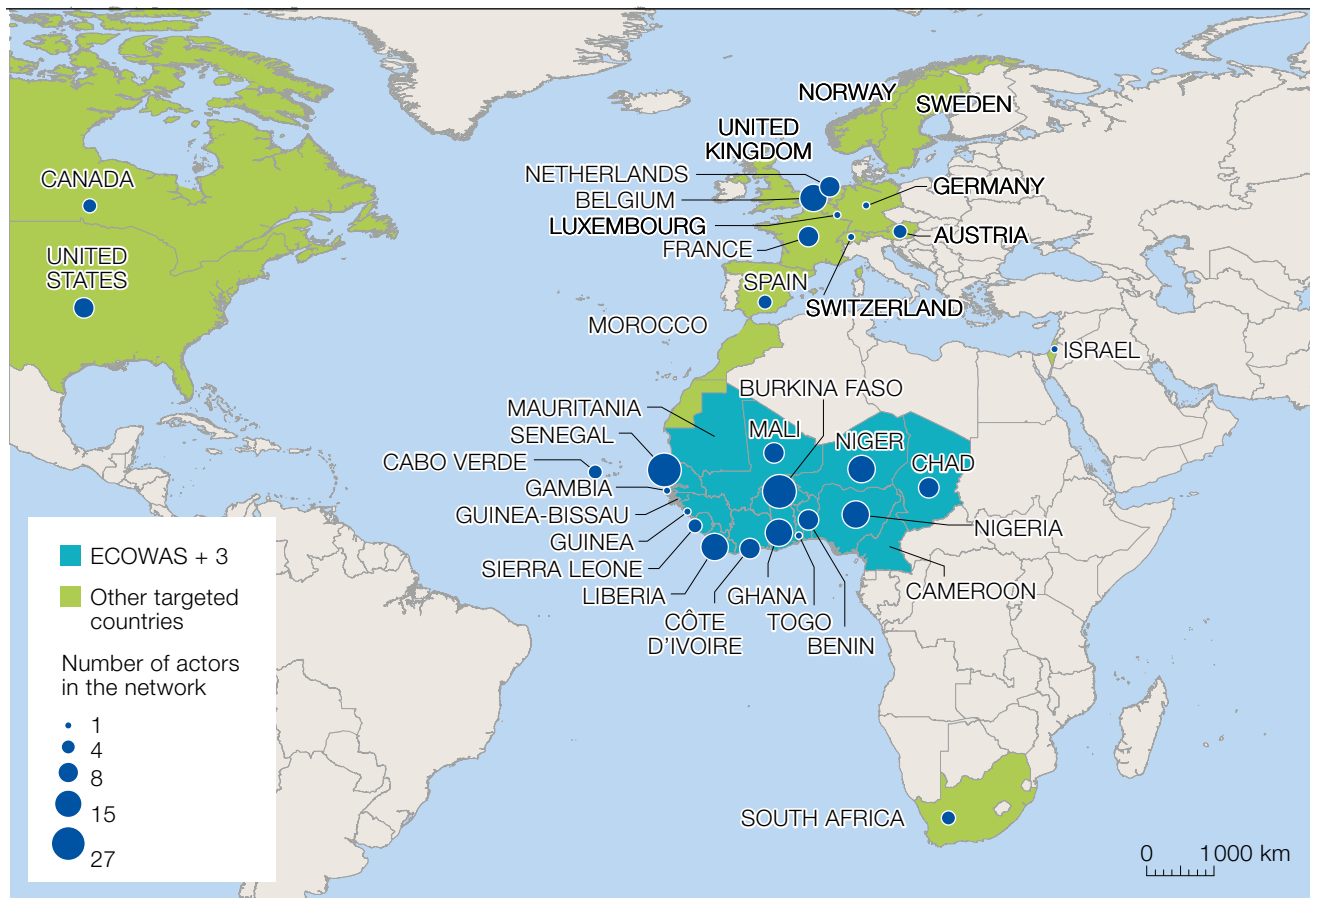 NORWAY
SWEDEN
UNITED
KINGDOM
NETHERLANDS
CANADA
GERMANY
BELGIUM
LUXEMBOURG
AUSTRIA
FRANCE
UNITED
STATES
SPAIN
SWITZERLAND
MOROCCO
ISRAEL
BURKINA FASO
MAURITANIA
MALI
SENEGAL
NIGER
CABO VERDE
CHAD
GAMBIA
GUINEA-BISSAU
NIGERIA
GUINEA
SIERRA LEONE
CAMEROON
LIBERIA
GHANA
CÔTE
D'IVOIRE
TOGO
BENIN
ECOWAS + 3
Other targeted
countries
Number of actors
in the network
1
4
8
15
27
SOUTH AFRICA
0 1 000 km